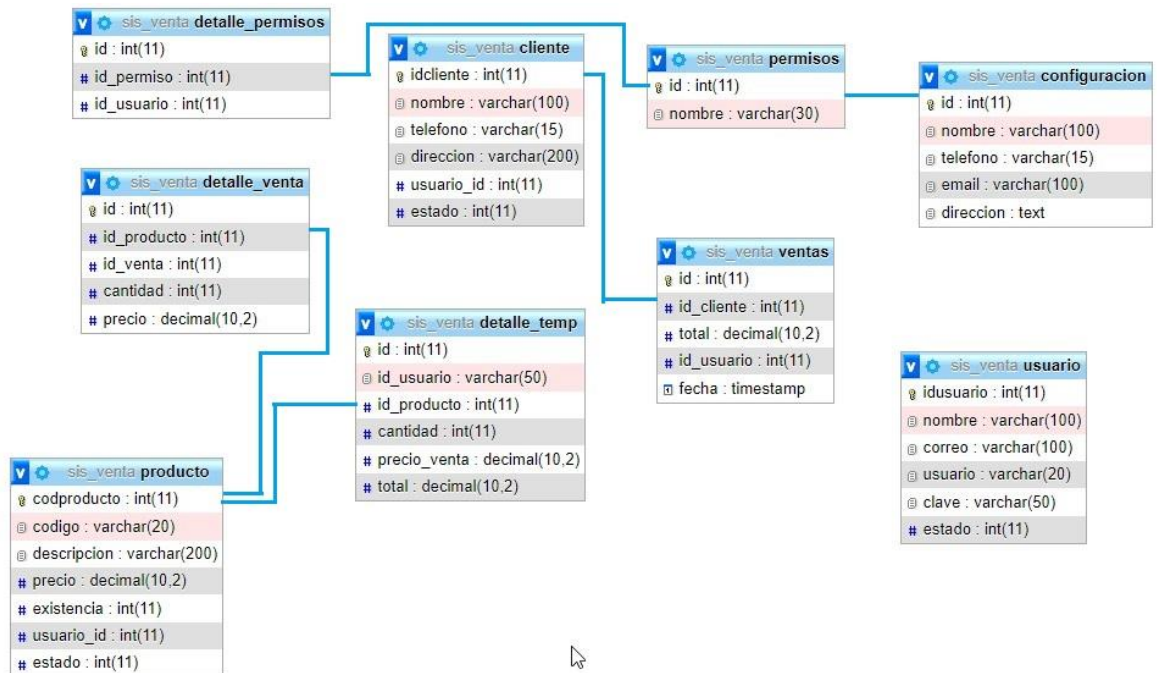 sis_venta detalle_permisos
id : int(11)
# id_permiso : int(11)
# id_usuario : int(11)
v sis_venta cliente
idcliente : int(11)
nombre : varchar(100)
telefono : varchar(15)
direccion : varchar(200)
# usuario_id : int(11)
# estado : int(11)
v sis_venta permisos
id : int(11)
nombre : varchar(30)
v sis_venta configuracion
id : int(11)
nombre : varchar(100)
telefono : varchar(15)
email : varchar(100)
direccion : text
v sis_venta detalle_venta
id : int(11)
# id_producto : int(11)
# id_venta : int(11)
# cantidad : int(11)
# precio : decimal(10,2)
v sis_venta ventas
id : int(11)
# id_cliente : int(11)
# total : decimal(10,2)
# id_usuario : int(11)
fecha : timestamp
v sis_venta detalle_temp
id : int(11)
id_usuario : varchar(50)
# id_producto : int(11)
# cantidad : int(11)
# precio_venta : decimal(10,2)
# total : decimal(10,2)
v sis_venta usuario
idusuario : int(11)
nombre : varchar(100)
correo : varchar(100)
usuario : varchar(20)
clave : varchar(50)
# estado : int(11)
v sis_venta producto
codproducto : int(11)
codigo : varchar(20)
descripcion : varchar(200)
# precio : decimal(10,2)
# existencia : int(11)
# usuario_id : int(11)
# estado : int(11)